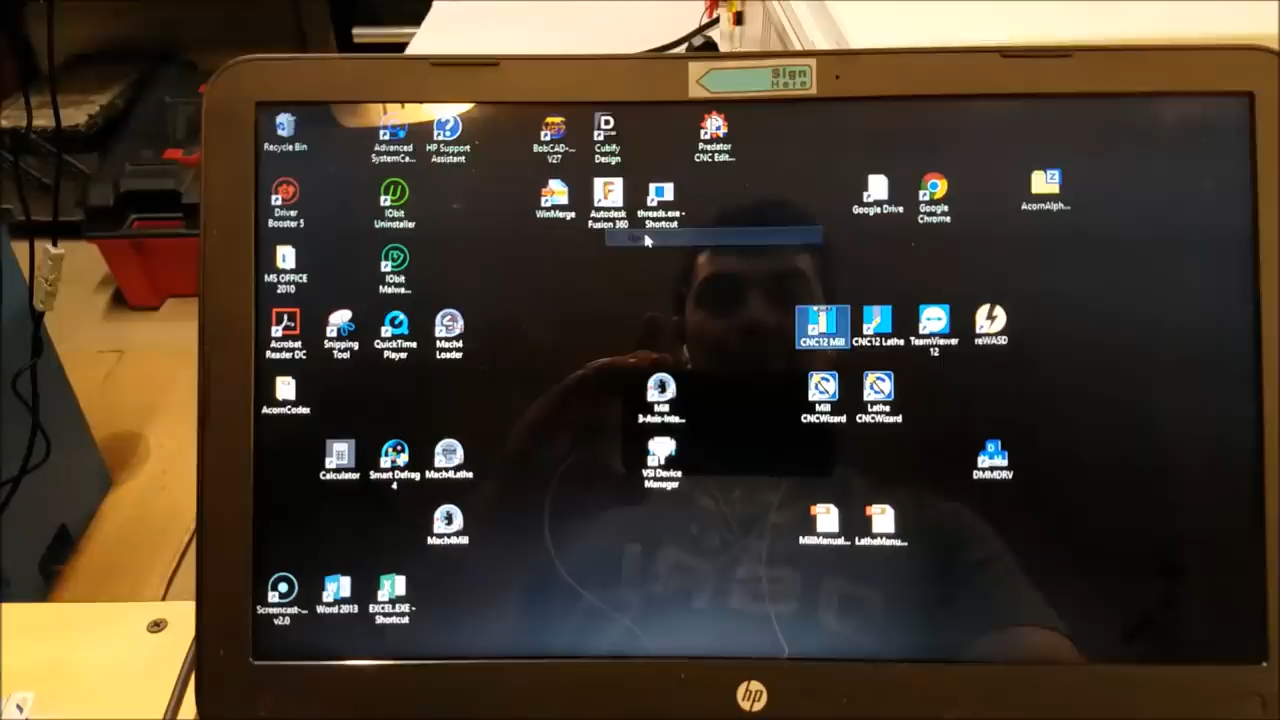 Sign
Here
Recycle Bin
Advanced
SystemCa...
HP Support
Assistant
BobCAD-...
V27
Cubify
Design
Predator
CNC Edit...
Driver
Booster 5
IObit
Uninstaller
WinMerge
Autodesk
Fusion 360
threads.exe -
Shortcut
Google Drive
Google
Chrome
AcornAlph...
MS OFFICE
2010
IObit
Malwa...
Acrobat
Reader DC
Snipping
Tool
QuickTime
Player
Mach4
Loader
CNC12 Mill
CNC12 Lathe
TeamViewer
12
reWASD
AcornCodex
Mill
3-Axis-Inte...
Mill
CNCWizard
Lathe
CNCWizard
Calculator
Smart Defrag
4
Mach4Lathe
VSI Device
Manager
DMMDRV
Mach4Mill
MillManual...
LatheManu...
Screencast-...
v2.0
Word 2013
EXCEL.EXE -
Shortcut
hp